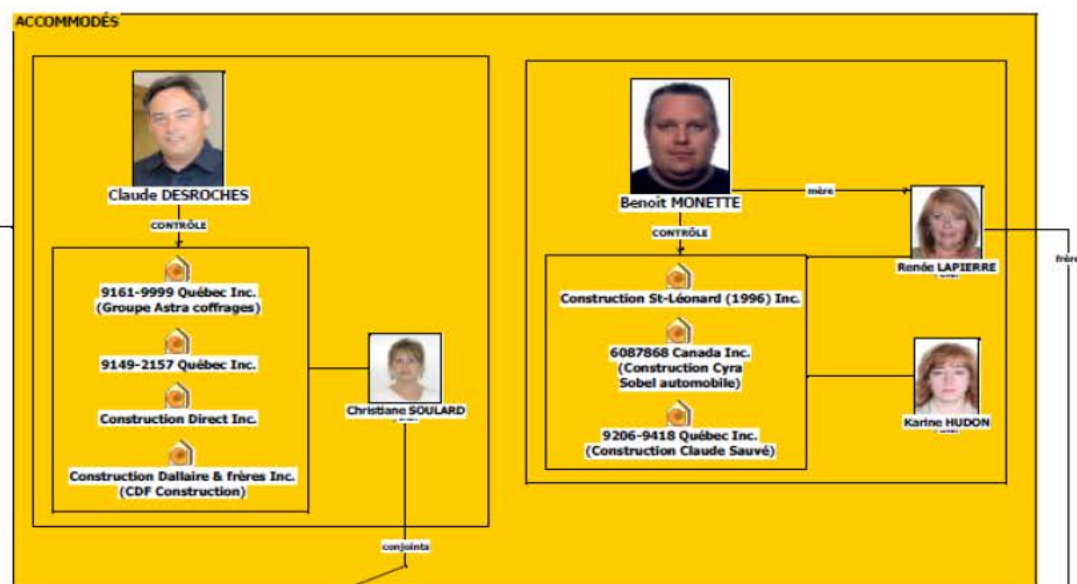 ACCOMMODÉS
Claude DESROCHES
CONTRÔLE
9161-9999 Québec Inc.
(Groupe Astra coffrages)
9149-2157 Québec Inc.
Construction Direct Inc.
Construction Dallaire & frères Inc.
(CDF Construction)
Christiane SOULARD
conjoints
Benoit MONETTE
mère
CONTRÔLE
Renée LAPIERRE
frère
Construction St-Léonard (1996) Inc.
6087868 Canada Inc.
(Construction Cyra
Sobel automobile)
9206-9418 Québec Inc.
(Construction Claude Sauvé)
Karine HUDON